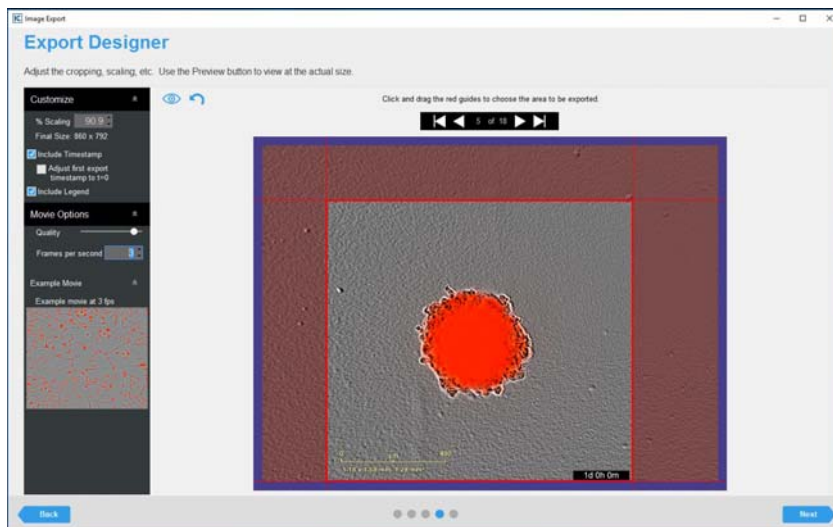 Image Export
Export Designer
Adjust the cropping, scaling, etc. Use the Preview button to view at the actual size.
Customize
% Scaling 90.9
Final Size: 860 x 792
Include Timestamp
Adjust first export
timestamp to t=0
Include Legend
Movie Options
Quality
Frames per second 3
Example Movie
Example movie at 3 fps
Click and drag the red guides to choose the area to be exported.
5 of 18
1d 0h 0m
Back
Next